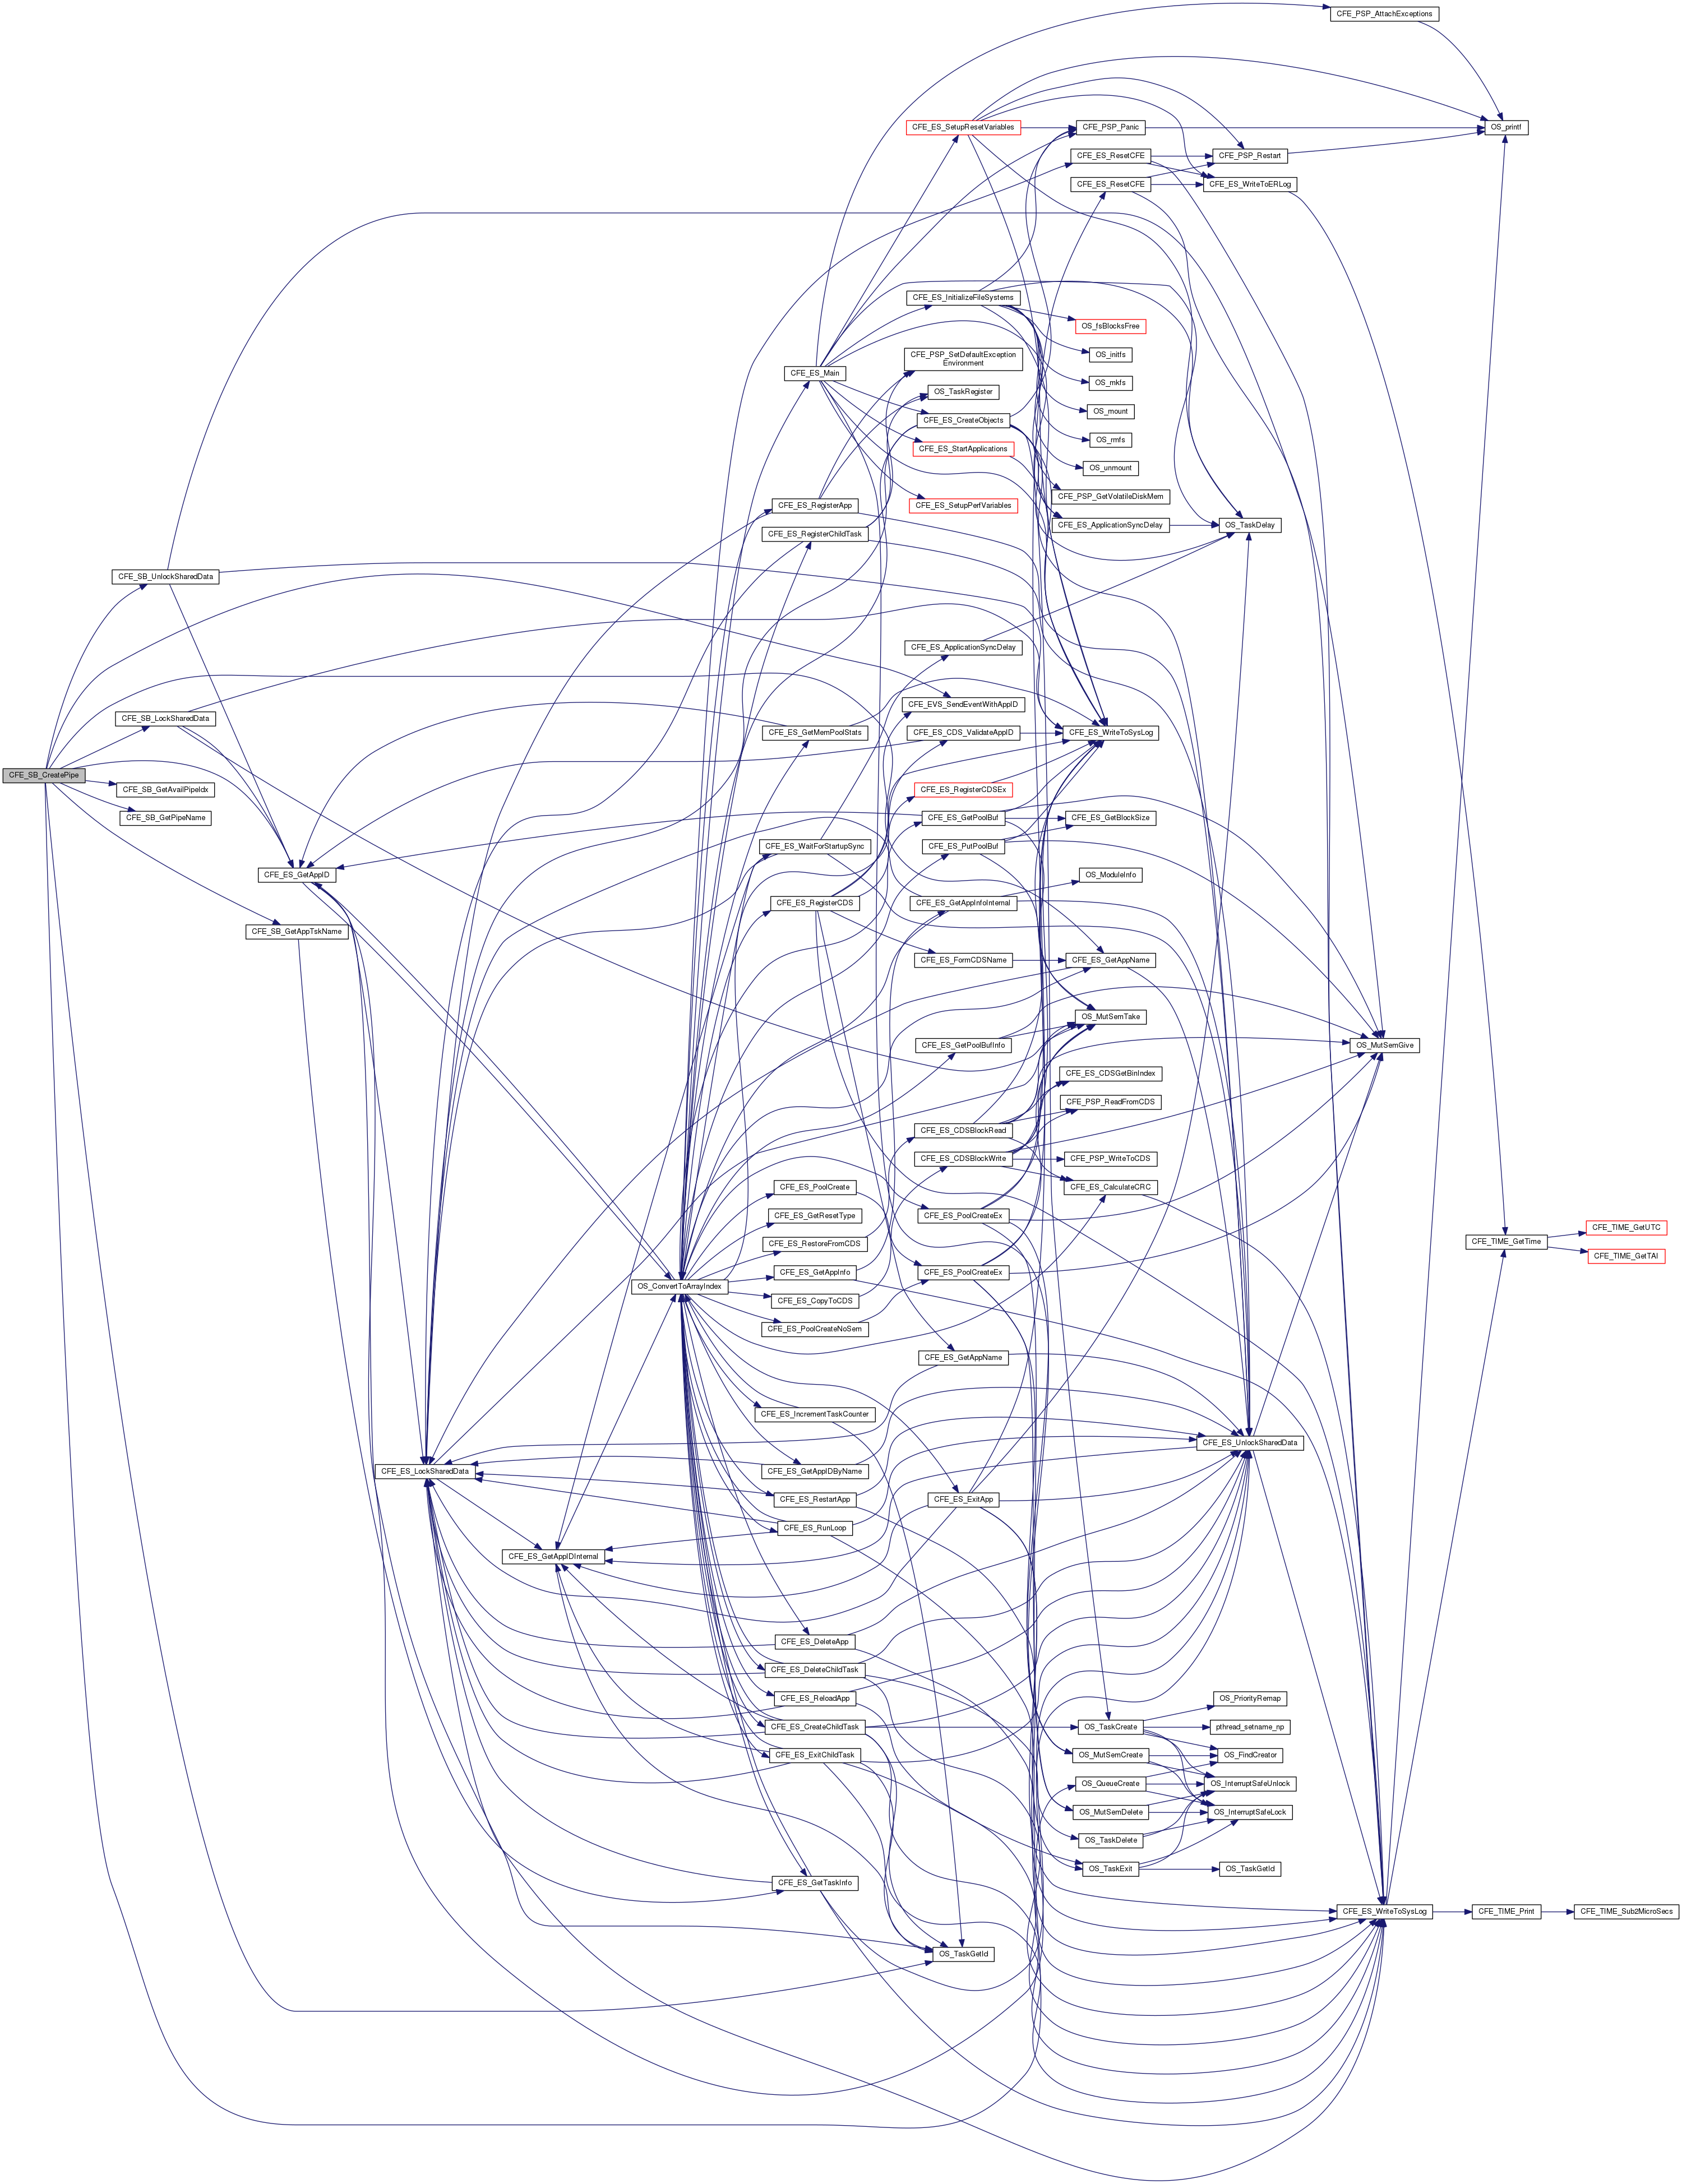 CFE_PSP_AttachExceptions
CFE_ES_SetupResetVariables
CFE_PSP_Panic
OS_printf
CFE_ES_ResetCFE
CFE_PSP_Restart
CFE_ES_ResetCFE
CFE_ES_WriteToERLog
CFE_ES_InitializeFileSystems
OS_fsBlocksFree
OS_initfs
CFE_PSP_SetDefaultException
Environment
CFE_ES_Main
OS_mkfs
OS_TaskRegister
OS_mount
CFE_ES_CreateObjects
OS_rmfs
CFE_ES_StartApplications
OS_unmount
CFE_ES_RegisterApp
CFE_ES_SetupPerfVariables
CFE_PSP_GetVolatileDiskMem
CFE_ES_RegisterChildTask
CFE_ES_ApplicationSyncDelay
OS_TaskDelay
CFE_SB_UnlockSharedData
CFE_ES_ApplicationSyncDelay
CFE_EVS_SendEventWithAppID
CFE_SB_LockSharedData
CFE_ES_GetMemPoolStats
CFE_ES_CDS_ValidateAppID
CFE_ES_WriteToSysLog
CFE_SB_CreatePipe
CFE_SB_GetAvailPipeIdx
CFE_ES_RegisterCDSEx
CFE_SB_GetPipeName
CFE_ES_GetPoolBuf
CFE_ES_GetBlockSize
CFE_ES_WaitForStartupSync
CFE_ES_PutPoolBuf
CFE_ES_GetAppID
OS_ModuleInfo
CFE_ES_RegisterCDS
CFE_ES_GetAppInfoInternal
CFE_SB_GetAppTskName
CFE_ES_FormCDSName
CFE_ES_GetAppName
OS_MutSemTake
CFE_ES_GetPoolBufInfo
OS_MutSemGive
CFE_ES_CDSGetBinIndex
CFE_PSP_ReadFromCDS
CFE_ES_CDSBlockRead
CFE_ES_CDSBlockWrite
CFE_PSP_WriteToCDS
CFE_ES_PoolCreate
CFE_ES_CalculateCRC
CFE_ES_GetResetType
CFE_ES_PoolCreateEx
CFE_TIME_GetUTC
CFE_ES_RestoreFromCDS
CFE_TIME_GetTime
CFE_TIME_GetTAI
CFE_ES_GetAppInfo
CFE_ES_PoolCreateEx
OS_ConvertToArrayIndex
CFE_ES_CopyToCDS
CFE_ES_PoolCreateNoSem
CFE_ES_GetAppName
CFE_ES_IncrementTaskCounter
CFE_ES_UnlockSharedData
CFE_ES_LockSharedData
CFE_ES_GetAppIDByName
CFE_ES_RestartApp
CFE_ES_ExitApp
CFE_ES_RunLoop
CFE_ES_GetAppIDInternal
CFE_ES_DeleteApp
CFE_ES_DeleteChildTask
CFE_ES_ReloadApp
OS_PriorityRemap
CFE_ES_CreateChildTask
OS_TaskCreate
pthread_setname_np
CFE_ES_ExitChildTask
OS_MutSemCreate
OS_FindCreator
OS_QueueCreate
OS_InterruptSafeUnlock
OS_MutSemDelete
OS_InterruptSafeLock
OS_TaskDelete
OS_TaskExit
OS_TaskGetId
CFE_ES_GetTaskInfo
CFE_ES_WriteToSysLog
CFE_TIME_Print
CFE_TIME_Sub2MicroSecs
OS_TaskGetId